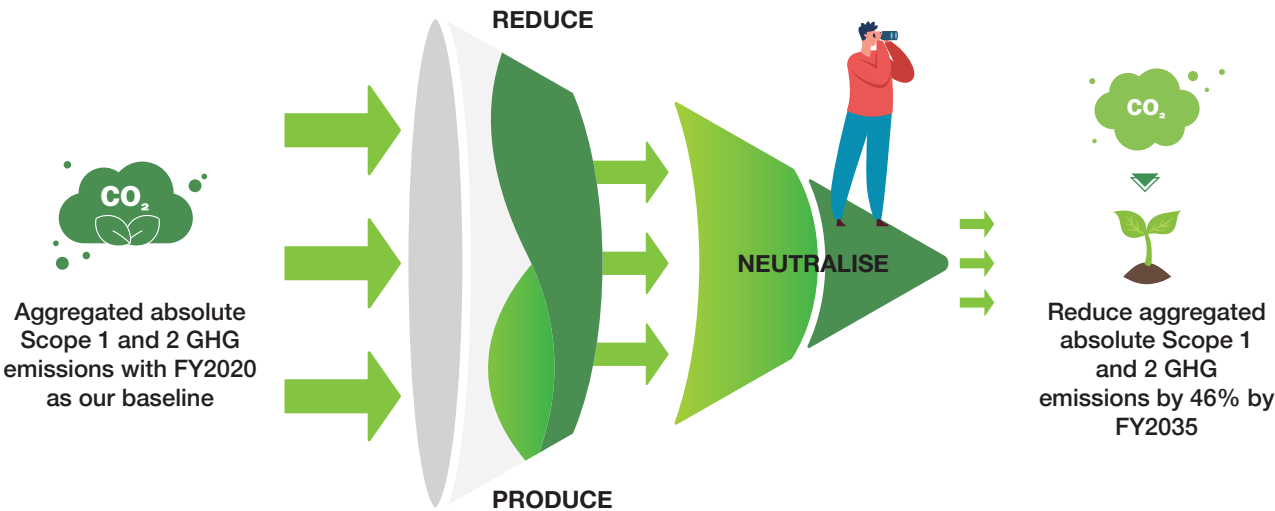 REDUCE
CO₂
Aggregated absolute
Scope 1 and 2 GHG
emissions with FY2020
as our baseline
NEUTRALISE
PRODUCE
CO₂
Reduce aggregated
absolute Scope 1
and 2 GHG
emissions by 46% by
FY2035